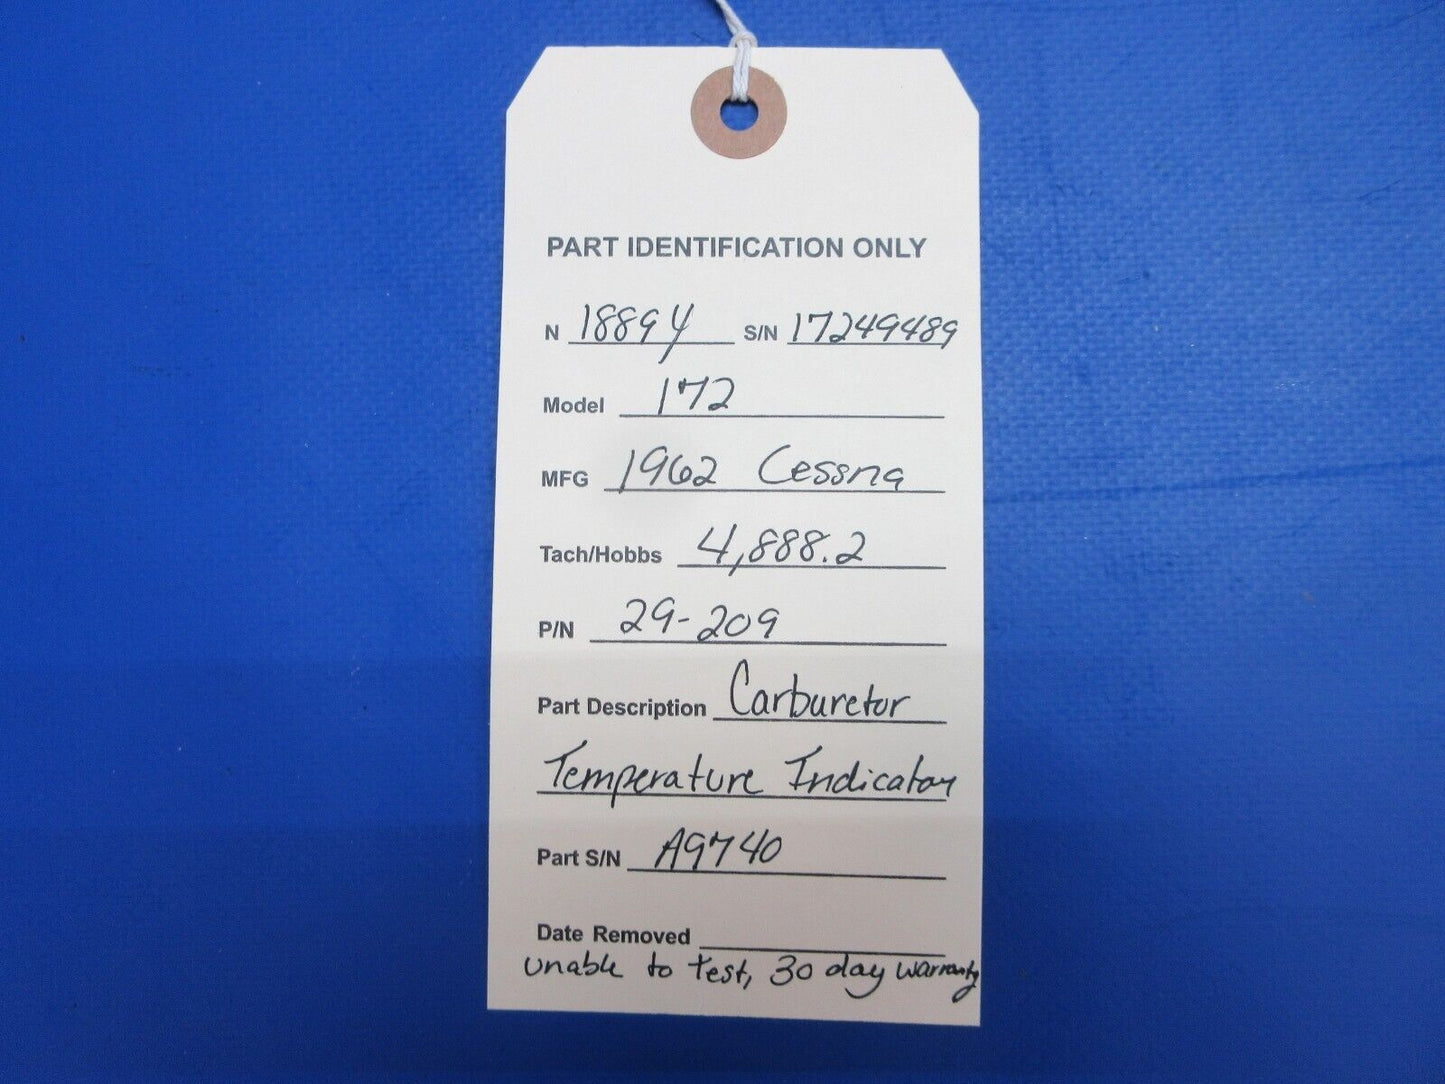 PART IDENTIFICATION ONLY
N 1889Y S/N 17249489
Model 172
MFG 1962 Cessna
Tach/Hobbs 4,888.2
P/N 29-209
Part Description Carburetor
Temperature Indicator
Part S/N A9740
Date Removed
unable to test, 30 day warranty